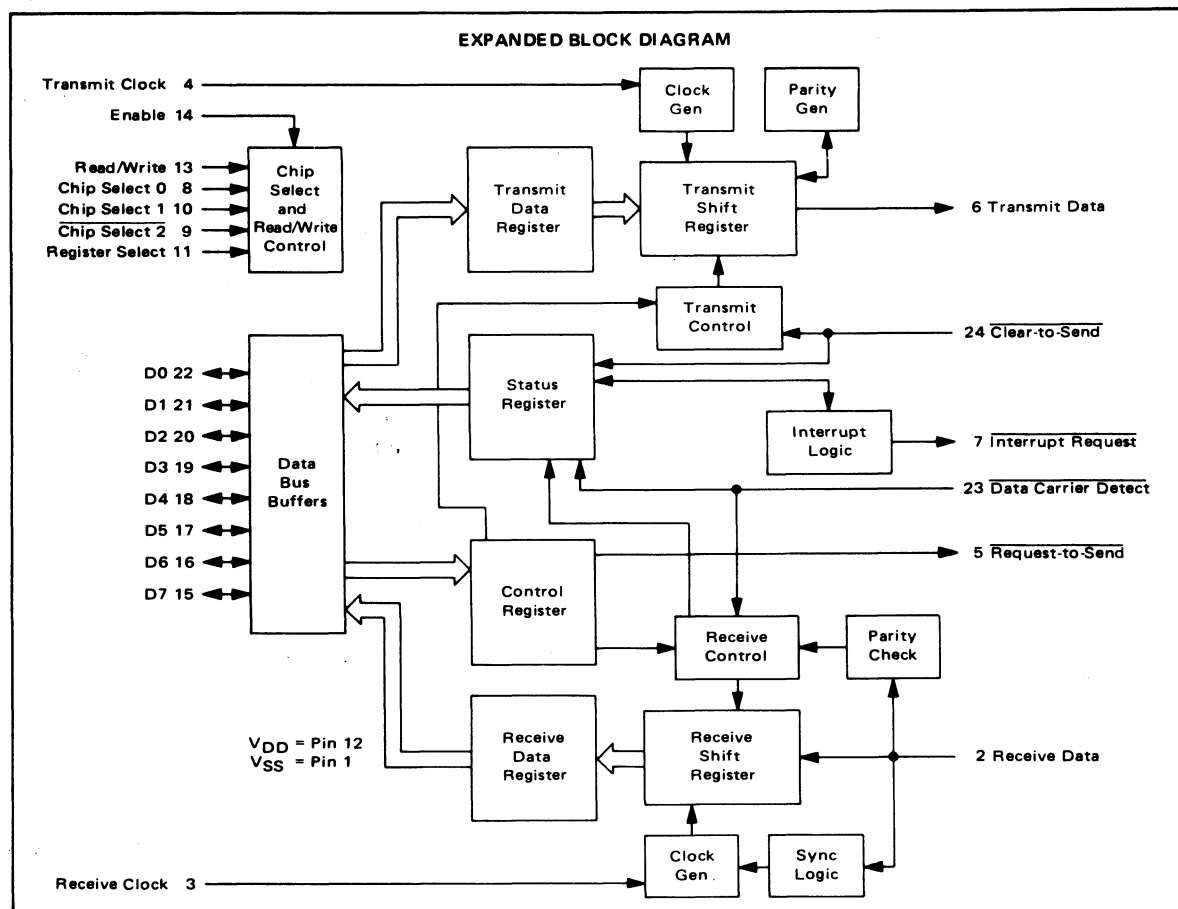 EXPANDED BLOCK DIAGRAM
Transmit Clock 4
Enable 14
Read/Write 13
Chip Select 0 8
Chip Select 1 10
Chip Select 2 9
Register Select 11
Chip
Select
and
Read/Write
Control
Clock
Gen
Parity
Gen
Transmit
Data
Register
Transmit
Shift
Register
6 Transmit Data
Transmit
Control
24 Clear-to-Send
D0 22
D1 21
D2 20
D3 19
D4 18
D5 17
D6 16
D7 15
Data
Bus
Buffers
Status
Register
Interrupt
Logic
7 Interrupt Request
23 Data Carrier Detect
5 Request-to-Send
Control
Register
Receive
Control
Parity
Check
VDD = Pin 12
VSS = Pin 1
Receive
Data
Register
Receive
Shift
Register
2 Receive Data
Clock
Gen
Sync
Logic
Receive Clock 3